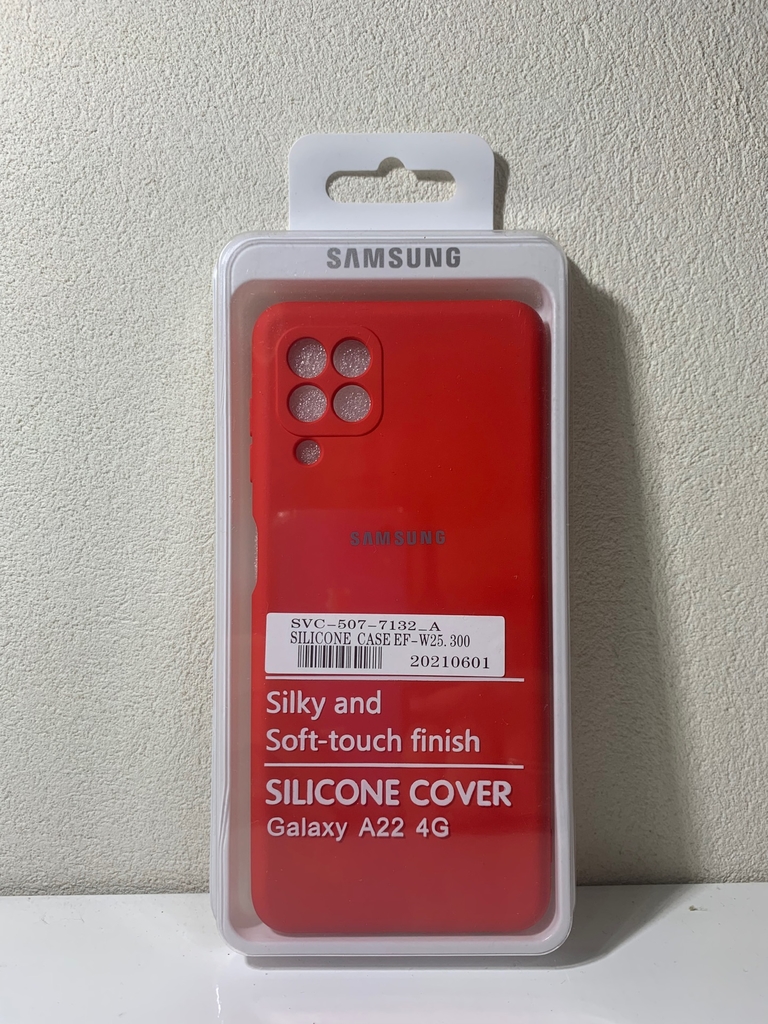 SAMSUNG
SAMSUNG
SVC-507-7132_A
SILICONE CASE EF-W25.300
20210601
Silky and
Soft-touch finish
SILICONE COVER
Galaxy A22 4G